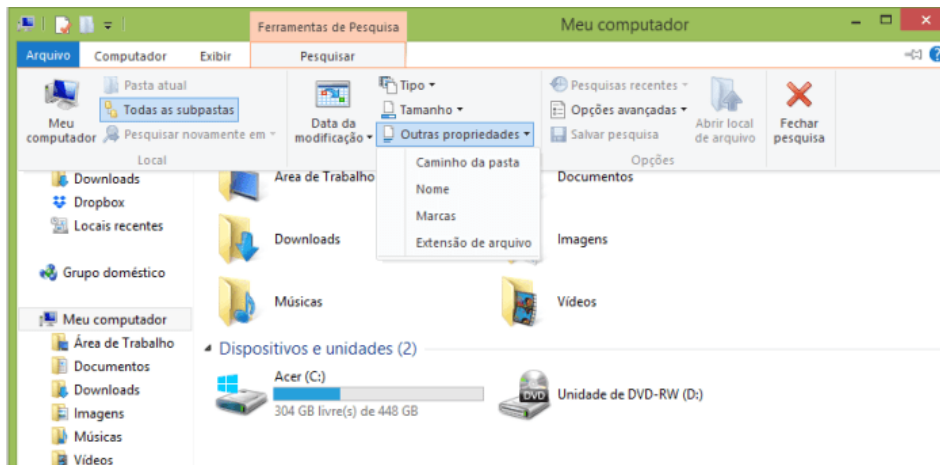 Ferramentas de Pesquisa
Meu computador
Arquivo
Computador
Exibir
Pesquisar
Meu computador
Pasta atual
Todas as subpastas
Pesquisar novamente em
Local
Data da modificação
Tipo
Tamanho
Outras propriedades
Caminho da pasta
Nome
Marcas
Extensão de arquivo
Pesquisas recentes
Opções avançadas
Salvar pesquisa
Abrir local de arquivo
Opções
Fechar pesquisa
Downloads
Dropbox
Locais recentes
Grupo doméstico
Meu computador
Área de Trabalho
Documentos
Downloads
Imagens
Músicas
Vídeos
Área de Trabalho
Documentos
Downloads
Imagens
Músicas
Vídeos
Dispositivos e unidades (2)
Acer (C:)
304 GB livre(s) de 448 GB
DVD
Unidade de DVD-RW (D:)